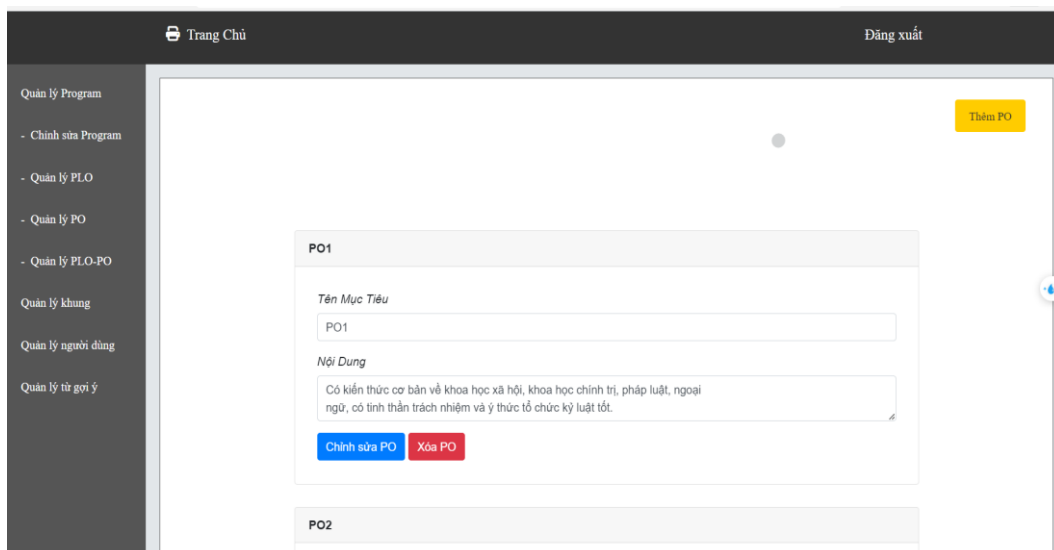 Trang Chủ
Đăng xuất
Quản lý Program
- Chỉnh sửa Program
- Quản lý PLO
- Quản lý PO
- Quản lý PLO-PO
Quản lý khung
Quản lý người dùng
Quản lý từ gợi ý
Thêm PO
PO1
Tên Mục Tiêu
PO1
Nội Dung
Có kiến thức cơ bản về khoa học xã hội, khoa học chính trị, pháp luật, ngoại
ngữ, có tinh thần trách nhiệm và ý thức tổ chức kỷ luật tốt.
Chỉnh sửa PO
Xóa PO
PO2